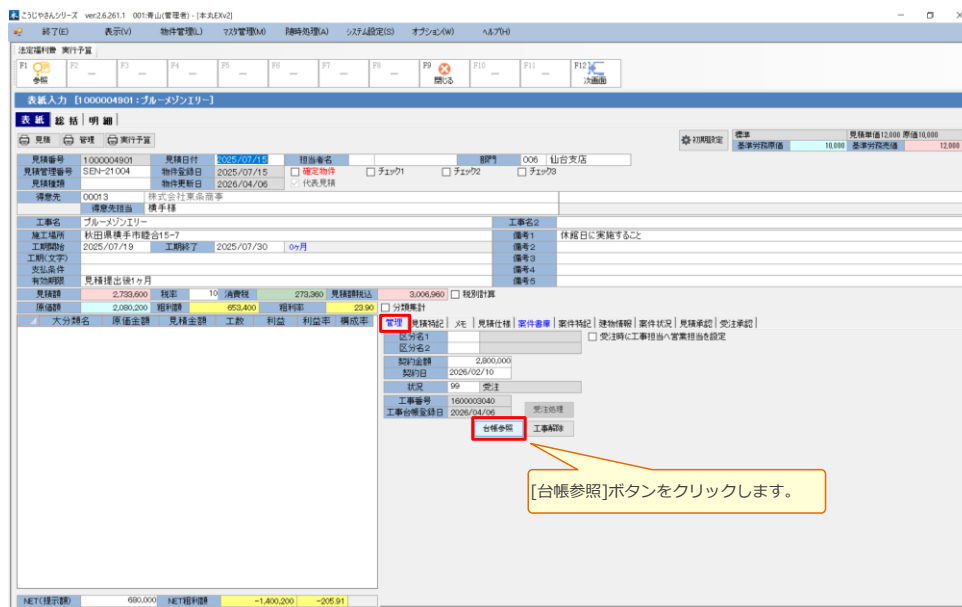 こうじやさんシリーズ ver:2.6.261.1 001:青山(管理者) - [本丸EXv2]
終了(E) 表示(V) 物件管理(L) マスタ管理(M) 随時処理(A) システム設定(S) オプション(W) ヘルプ(H)
法定福利費 実行予算
F1 参照 F2 F3 F4 F5 F6 F7 F8 F9 閉じる F10 F11 F12 次画面
表紙入力 [1000004901:ブルーメゾンエリー]
表 紙 総 括 明 細
見積 管理 実行予算 初期設定 標準 見積単価12,000 原価10,000
基準労務原価 10,000 基準労務売価 12,000
見積番号 1000004901 見積日付 2025/07/15 担当者名 部門 006 仙台支店
見積管理番号 SEN-21004 物件登録日 2025/07/15 確定物件 チェック1 チェック2 チェック3
見積種類 物件更新日 2026/04/06 代表見積
得意先 00013 株式会社東条商事
得意先担当 横手様
工事名 ブルーメゾンエリー 工事名2
施工場所 秋田県横手市睦合15-7 備考1 休館日に実施すること
工期開始 2025/07/19 工期終了 2025/07/30 0ヶ月 備考2
工期(文字) 備考3
支払条件 備考4
有効期限 見積提出後1ヶ月 備考5
見積額 2,733,600 税率 10 消費税 273,360 見積額税込 3,006,960 税別計算
原価額 2,080,200 粗利額 653,400 粗利率 23.90 分類集計
大分類名 原価金額 見積金額 工数 利益 利益率 構成率
管理 見積特記 メモ 見積仕様 案件書庫 案件特記 建物情報 案件状況 見積承認 受注承認
区分名1 受注時に工事担当へ営業担当を設定
区分名2
契約金額 2,800,000
契約日 2026/02/10
状況 99 受注
工事番号 1600003040
工事台帳登録日 2026/04/06 受注処理
台帳参照 工事解除
[台帳参照]ボタンをクリックします。
NET(提示額) 680,000 NET粗利額 -1,400,200 -205.91